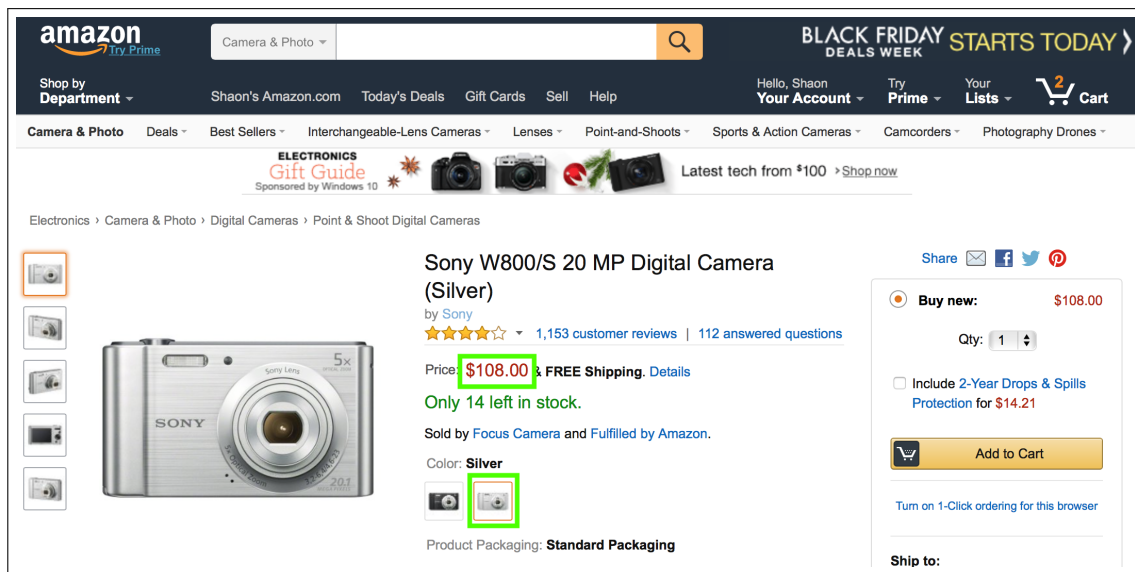 amazon
Try Prime
Camera & Photo
BLACK FRIDAY
DEALS WEEK
STARTS TODAY
Shop by
Department
Shaon's Amazon.com Today's Deals Gift Cards Sell Help
Hello, Shaon
Your Account
Try
Prime
Your
Lists
2
Cart
Camera & Photo Deals Best Sellers Interchangeable-Lens Cameras Lenses Point-and-Shoots Sports & Action Cameras Camcorders Photography Drones
ELECTRONICS
Gift Guide
Sponsored by Windows 10
Latest tech from $100 › Shop now
Electronics › Camera & Photo › Digital Cameras › Point & Shoot Digital Cameras
Sony W800/S 20 MP Digital Camera
(Silver)
by Sony
1,153 customer reviews | 112 answered questions
Price: $108.00 & FREE Shipping. Details
Only 14 left in stock.
Sold by Focus Camera and Fulfilled by Amazon.
Color: Silver
Product Packaging: Standard Packaging
5x
OPTICAL ZOOM
Sony Lens
SONY
20.1
MEGA PIXELS
Share
Buy new: $108.00
Qty: 1
Include 2-Year Drops & Spills
Protection for $14.21
Add to Cart
Turn on 1-Click ordering for this browser
Ship to: